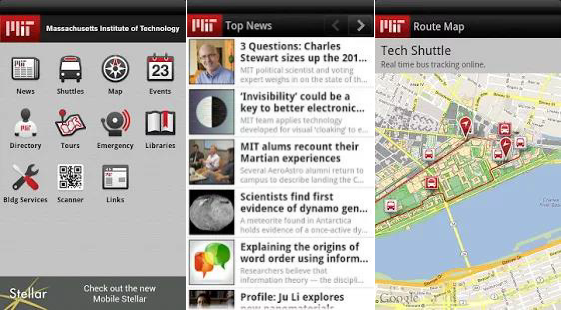 MIT
Massachusetts Institute of Technology
News
Shuttles
Map
23
Events
Directory
Tours
Emergency
Libraries
Bldg Services
Scanner
Links
Stellar
Check out the new
Mobile Stellar
MIT
Top News
3 Questions: Charles
Stewart sizes up the 201...
MIT political scientist and voting
expert weighs in on the state of th...
'Invisibility' could be a
key to better electronic...
MIT team applies technology
developed for visual 'cloaking' to e...
MIT alums recount their
Martian experiences
Several AeroAstro alumni return to
campus to describe landing the C...
Scientists find first
evidence of dynamo gen...
A meteorite found in Antarctica
holds evidence of a once-active dy...
Explaining the origins of
word order using inform...
Researchers believe that
information theory — the discipl...
Profile: Ju Li explores
new nanomaterials
MIT
Route Map
Tech Shuttle
Real time bus tracking online.
Google